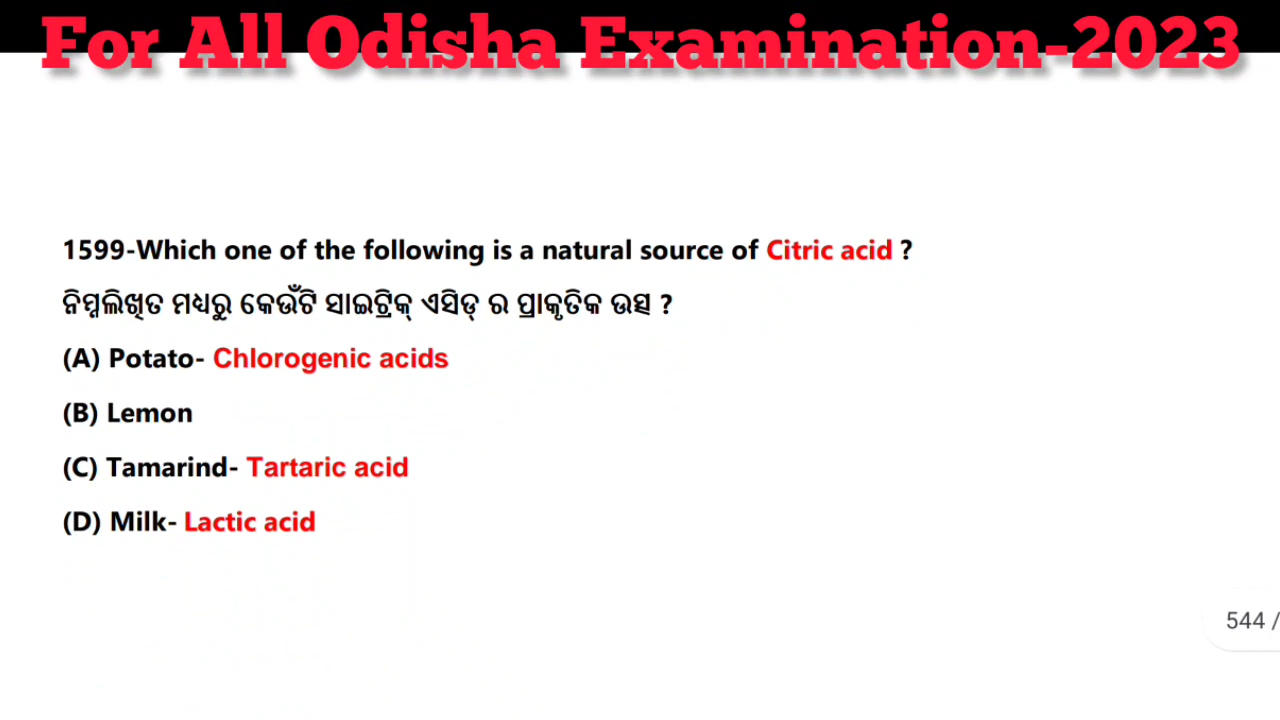 For All Odisha Examination-2023
1599-Which one of the following is a natural source of Citric acid ?
ନିମ୍ନଲିଖିତ ମଧ୍ୟରୁ କେଉଁଟି ସାଇଟ୍ରିକ୍ ଏସିଡ୍ ର ପ୍ରାକୃତିକ ଉତ୍ସ ?
(A) Potato- Chlorogenic acids
(B) Lemon
(C) Tamarind- Tartaric acid
(D) Milk- Lactic acid
544 /